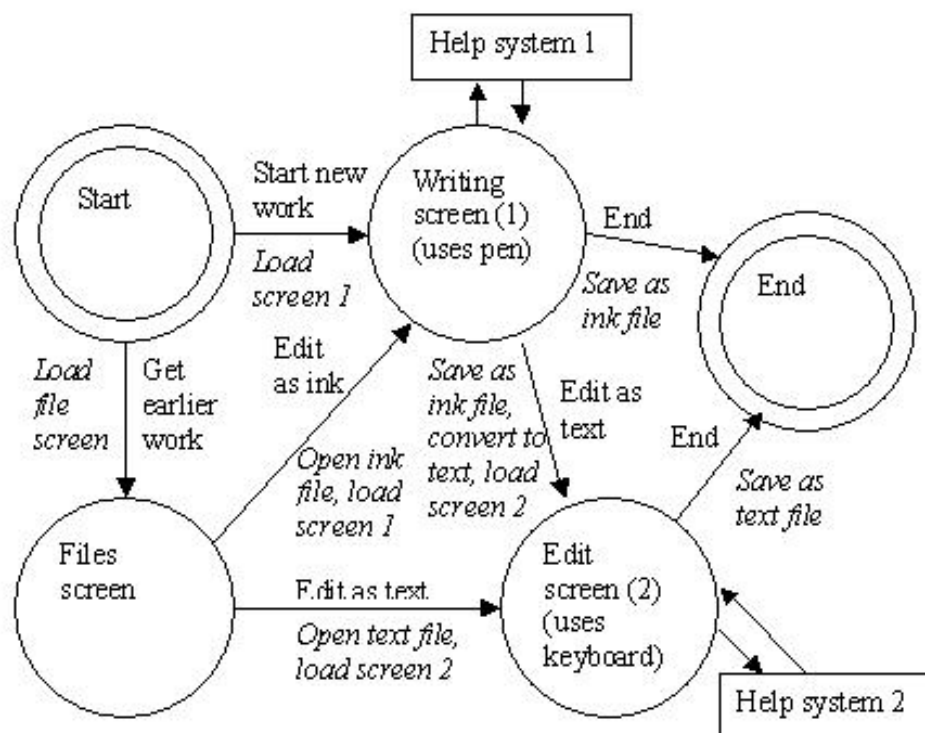 Help system 1
Start
Start new
work
Load
screen 1
Writing
screen (1)
(uses pen)
End
Save as
ink file
End
Load
file
screen
Get
earlier
work
Edit
as ink
Open ink
file, load
screen 1
Save as
ink file,
convert to
text, load
screen 2
Edit as
text
End
Save as
text file
Files
screen
Edit as text
Open text file,
load screen 2
Edit
screen (2)
(uses
keyboard)
Help system 2